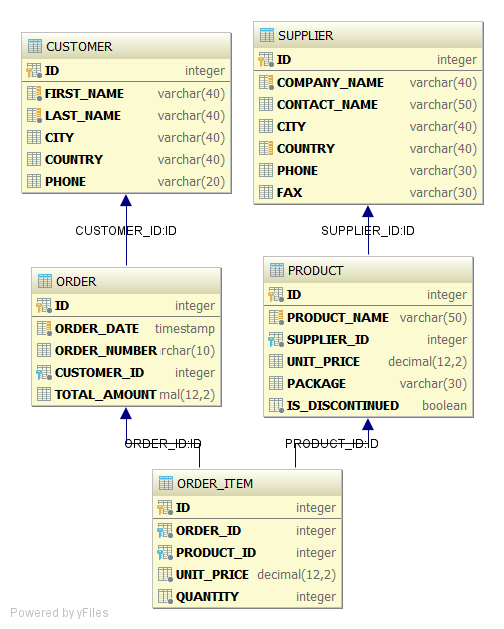 CUSTOMER
ID integer
FIRST_NAME varchar(40)
LAST_NAME varchar(40)
CITY varchar(40)
COUNTRY varchar(40)
PHONE varchar(20)
SUPPLIER
ID integer
COMPANY_NAME varchar(40)
CONTACT_NAME varchar(50)
CITY varchar(40)
COUNTRY varchar(40)
PHONE varchar(30)
FAX varchar(30)
CUSTOMER_ID:ID
SUPPLIER_ID:ID
ORDER
ID integer
ORDER_DATE timestamp
ORDER_NUMBER rchar(10)
CUSTOMER_ID integer
TOTAL_AMOUNT mal(12,2)
PRODUCT
ID integer
PRODUCT_NAME varchar(50)
SUPPLIER_ID integer
UNIT_PRICE decimal(12,2)
PACKAGE varchar(30)
IS_DISCONTINUED boolean
ORDER_ID:ID
PRODUCT_ID:ID
ORDER_ITEM
ID integer
ORDER_ID integer
PRODUCT_ID integer
UNIT_PRICE decimal(12,2)
QUANTITY integer
Powered by yFiles